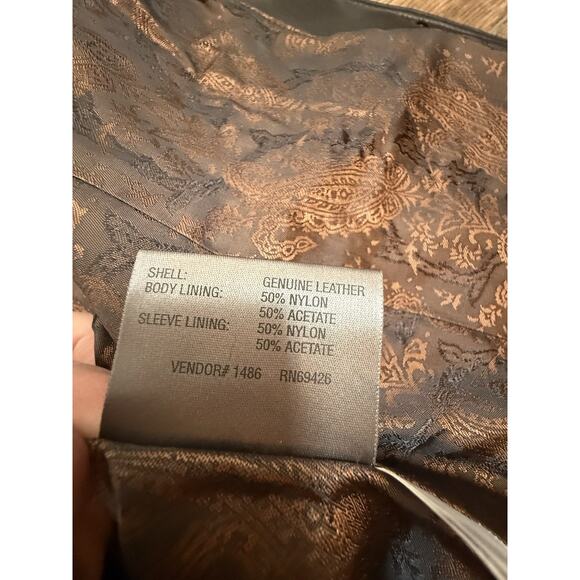 SHELL: GENUINE LEATHER
BODY LINING: 50% NYLON
50% ACETATE
SLEEVE LINING: 50% NYLON
50% ACETATE
VENDOR# 1486 RN69426